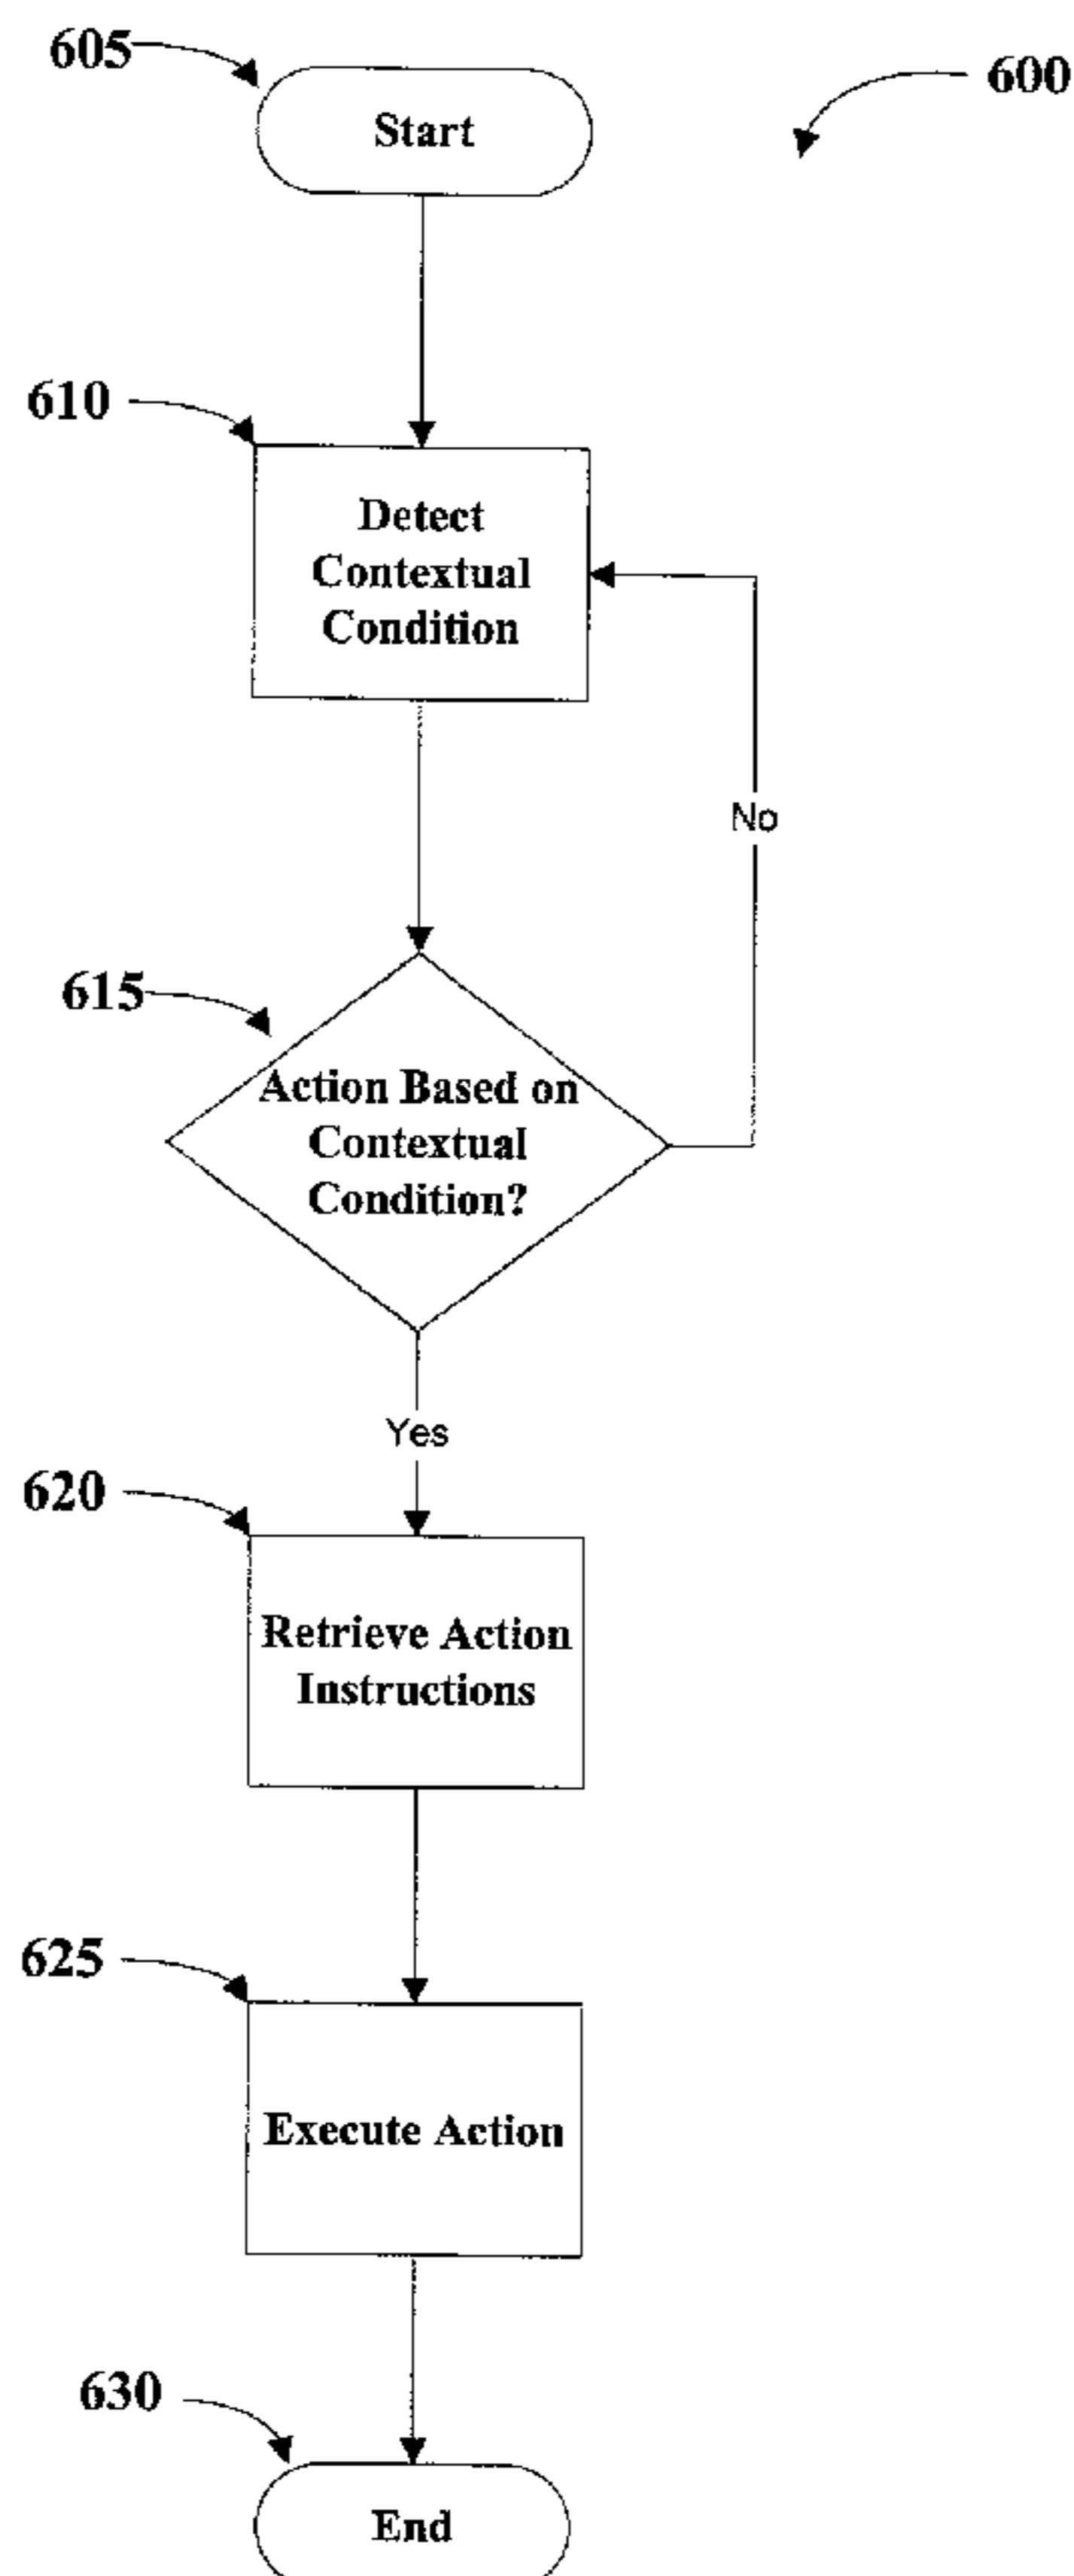 605
Start
600
610
Detect
Contextual
Condition
No
615
Action Based on
Contextual
Condition?
Yes
620
Retrieve Action
Instructions
625
Execute Action
630
End